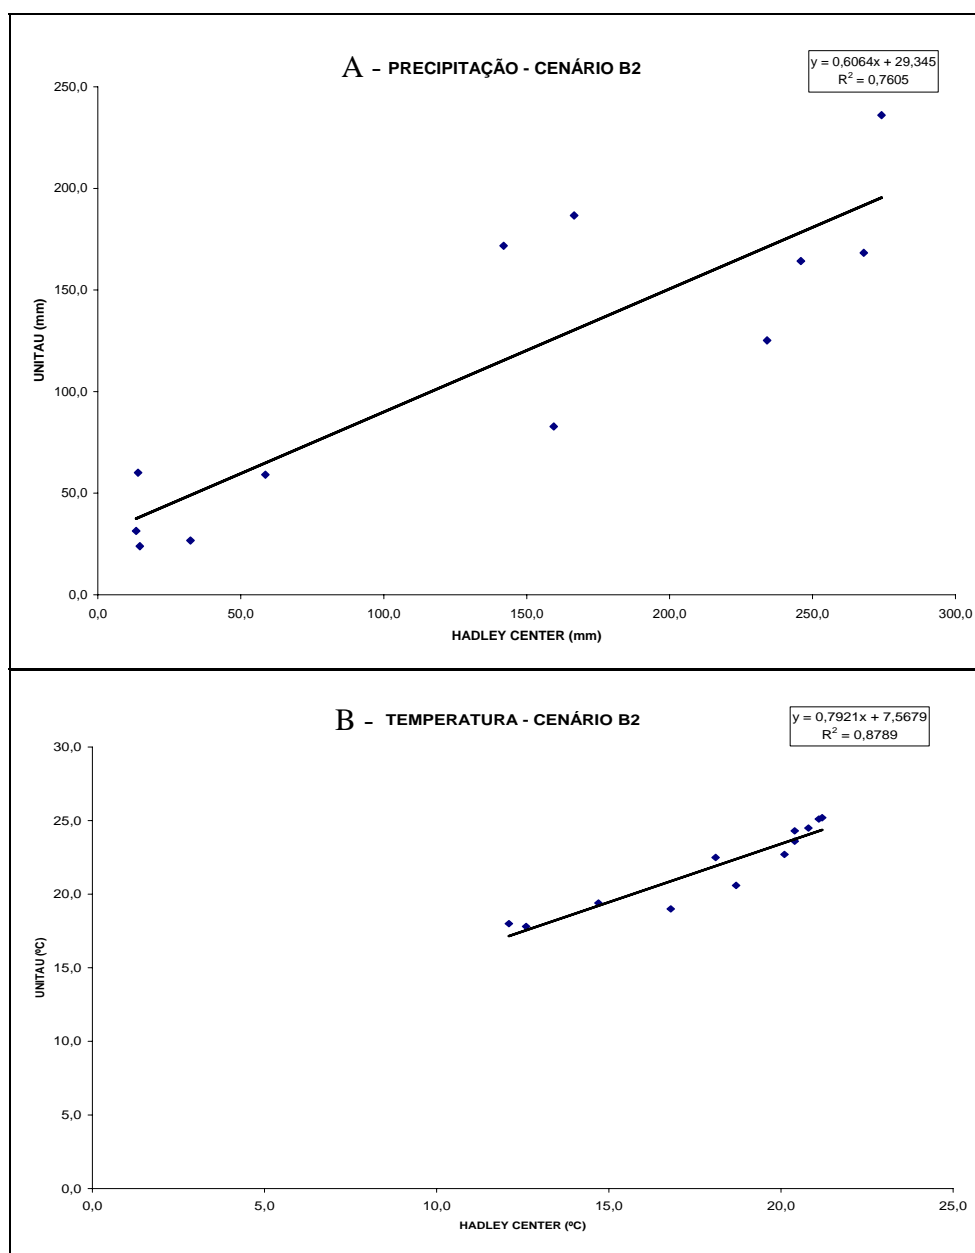 A - PRECIPITAÇÃO - CENÁRIO B2
y = 0,6064x + 29,345
R² = 0,7605
250,0
200,0
150,0
100,0
50,0
0,0
UNITAU (mm)
0,0 50,0 100,0 150,0 200,0 250,0 300,0
HADLEY CENTER (mm)
B - TEMPERATURA - CENÁRIO B2
y = 0,7921x + 7,5679
R² = 0,8789
30,0
25,0
20,0
15,0
10,0
5,0
0,0
UNITAU (ºC)
0,0 5,0 10,0 15,0 20,0 25,0
HADLEY CENTER (ºC)